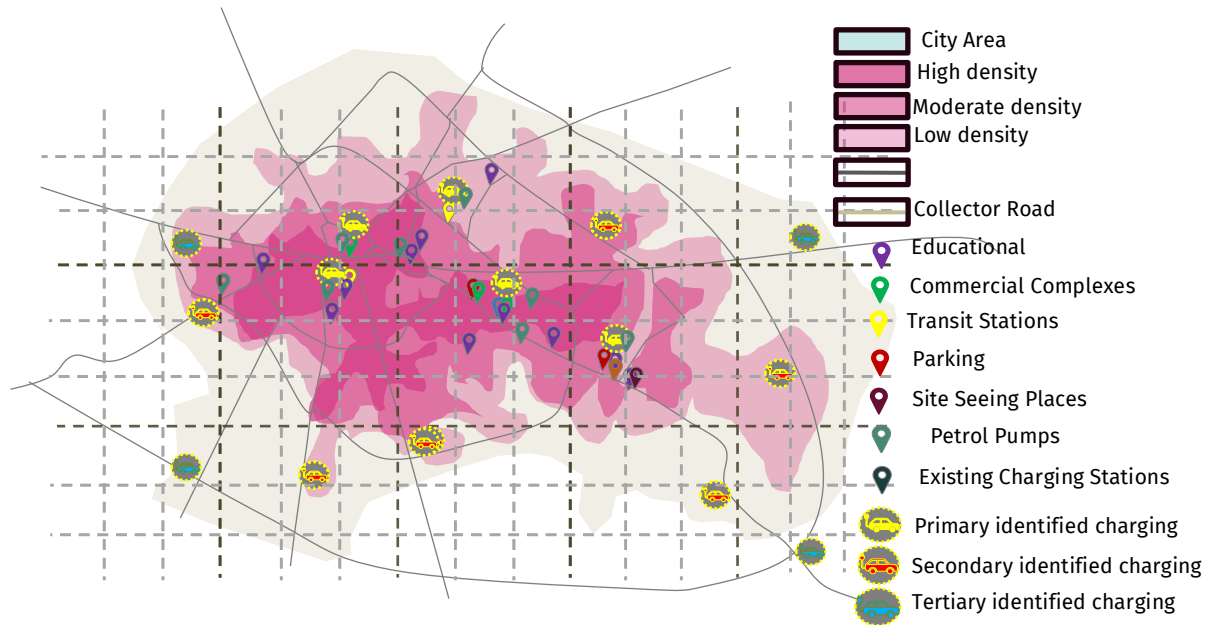 City Area
High density
Moderate density
Low density
Collector Road
Educational
Commercial Complexes
Transit Stations
Parking
Site Seeing Places
Petrol Pumps
Existing Charging Stations
Primary identified charging
Secondary identified charging
Tertiary identified charging